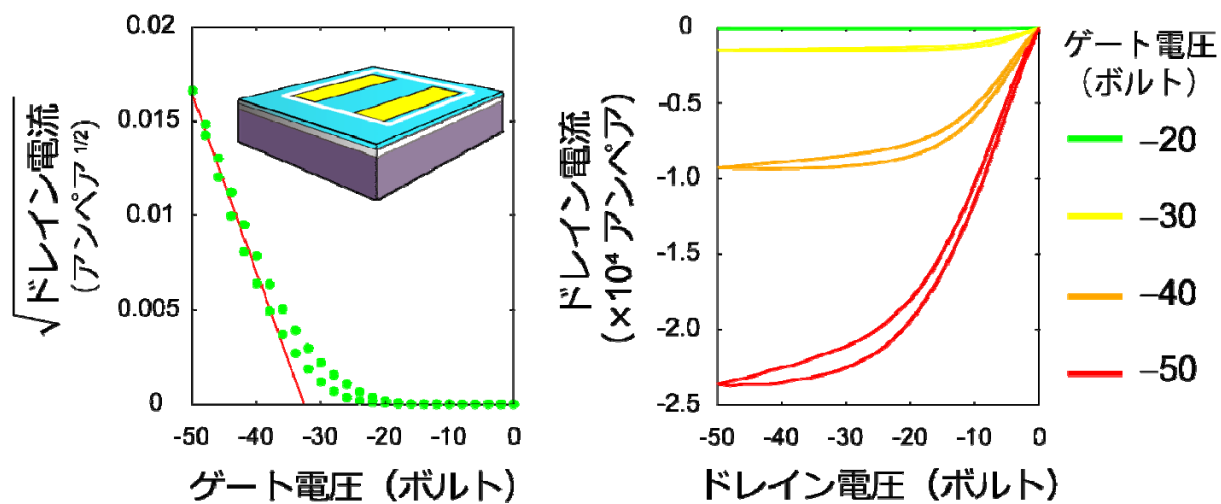 0.02
0.015
0.01
0.005
0
-50 -40 -30 -20 -10 0
ゲート電圧（ボルト）
√ドレイン電流
（アンペア1/2）
0
-0.5
-1.0
-1.5
-2.0
-2.5
-50 -40 -30 -20 -10 0
ドレイン電圧（ボルト）
ドレイン電流
（×10⁴ アンペア）
ゲート電圧
（ボルト）
–20
–30
–40
–50